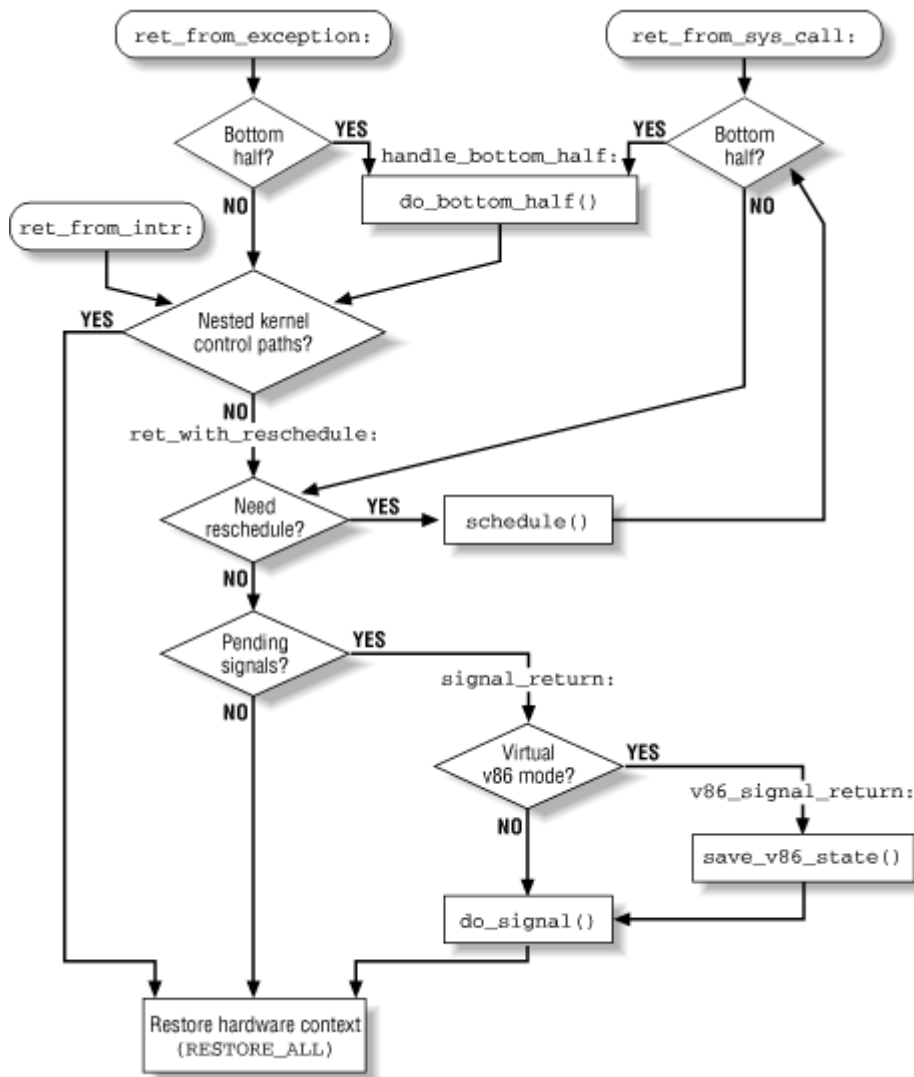 ret_from_exception:
ret_from_sys_call:
Bottom
half?
YES
handle_bottom_half:
YES
Bottom
half?
do_bottom_half()
NO
NO
ret_from_intr:
YES
Nested kernel
control paths?
NO
ret_with_reschedule:
Need
reschedule?
YES
schedule()
NO
Pending
signals?
YES
signal_return:
NO
Virtual
v86 mode?
YES
v86_signal_return:
NO
save_v86_state()
do_signal()
Restore hardware context
(RESTORE_ALL)